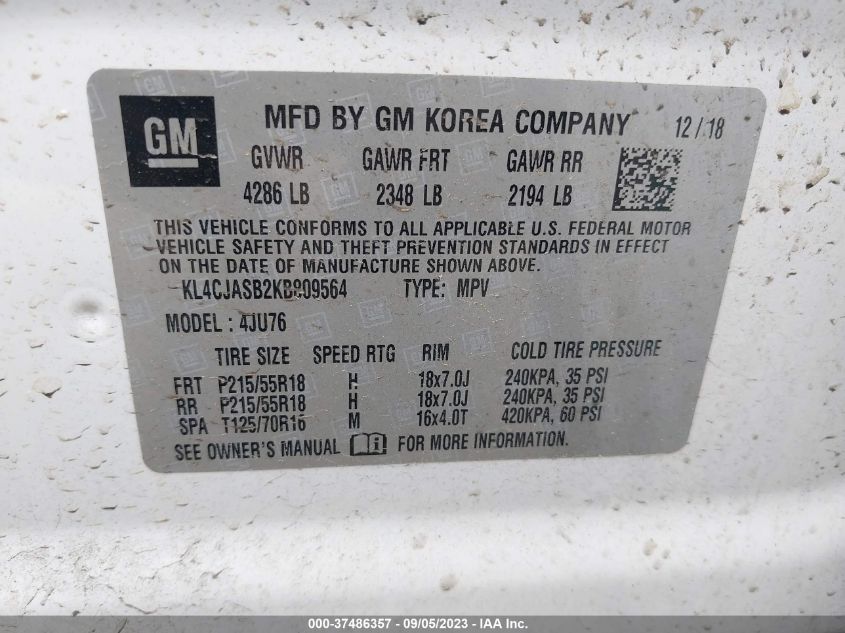 GM
MFD BY GM KOREA COMPANY 12/18
GVWR GAWR FRT GAWR RR
4286 LB 2348 LB 2194 LB
THIS VEHICLE CONFORMS TO ALL APPLICABLE U.S. FEDERAL MOTOR
VEHICLE SAFETY AND THEFT PREVENTION STANDARDS IN EFFECT
ON THE DATE OF MANUFACTURE SHOWN ABOVE.
KL4CJASB2KB809564 TYPE: MPV
MODEL: 4JU76
TIRE SIZE SPEED RTG RIM COLD TIRE PRESSURE
FRT P215/55R18 H 18x7.0J 240KPA, 35 PSI
RR P215/55R18 H 18x7.0J 240KPA, 35 PSI
SPA T125/70R16 M 16x4.0T 420KPA, 60 PSI
SEE OWNER'S MANUAL FOR MORE INFORMATION.
000-37486357 - 09/05/2023 - IAA Inc.